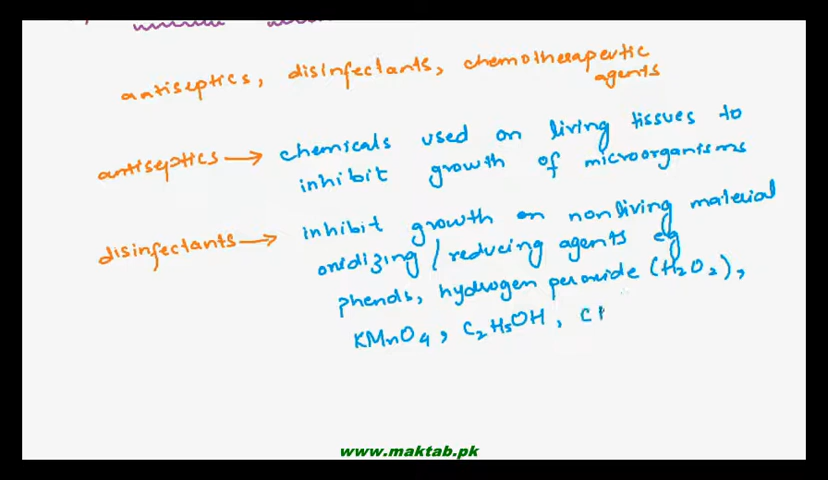 antiseptics, disinfectants, chemotherapeutic
agents
antiseptics → chemicals used on living tissues to
inhibit growth of microorganisms
disinfectants → inhibit growth on nonliving material
oxidizing / reducing agents eg
phenols, hydrogen peroxide (H₂O₂),
KMnO₄, C₂H₅OH, Cl
www.maktab.pk